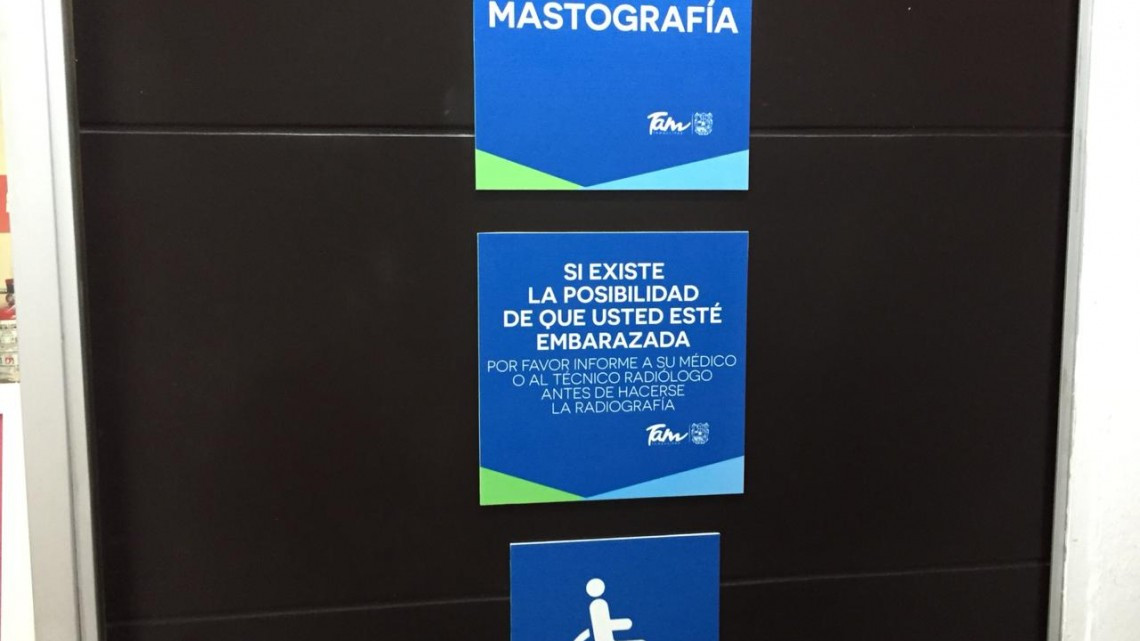 MASTOGRAFÍA
Tam
SI EXISTE
LA POSIBILIDAD
DE QUE USTED ESTÉ
EMBARAZADA
POR FAVOR INFORME A SU MÉDICO
O AL TÉCNICO RADIÓLOGO
ANTES DE HACERSE
LA RADIOGRAFÍA
Tam